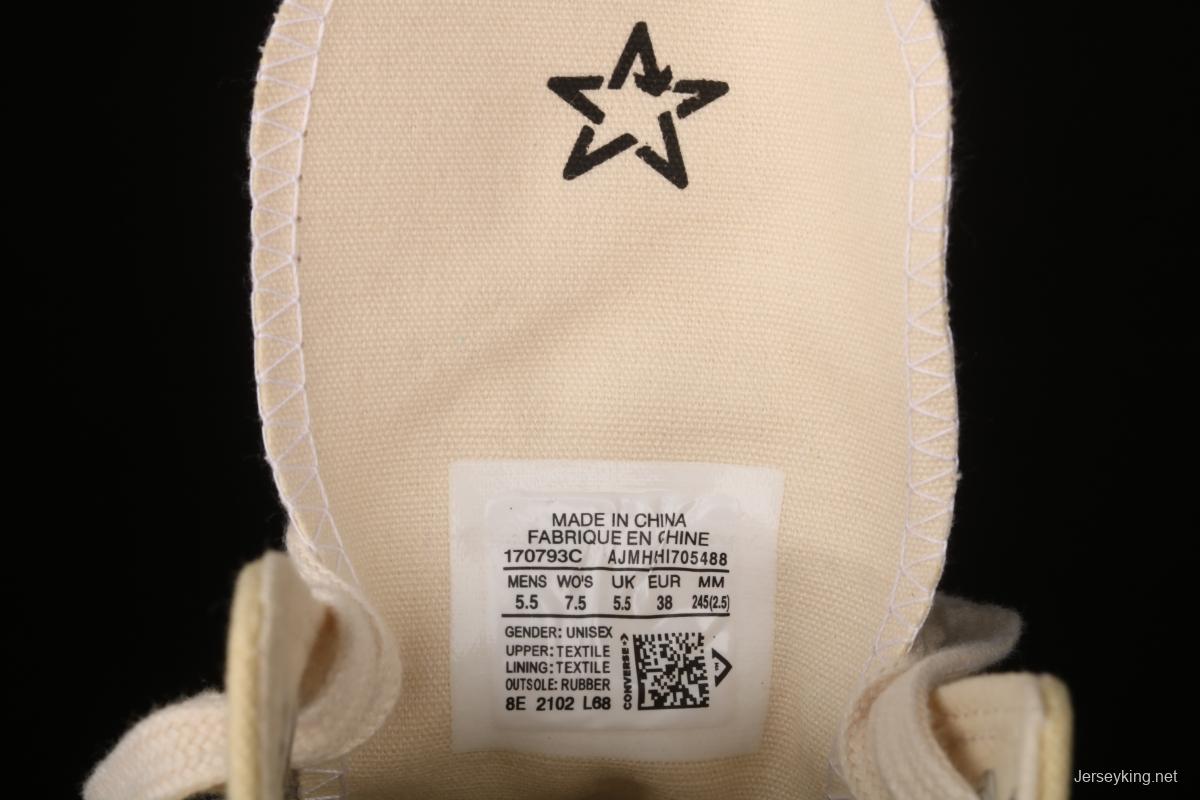 MADE IN CHINA
FABRIQUE EN CHINE
170793C AJMHHI705488
MENS WO'S UK EUR MM
5.5 7.5 5.5 38 245(2.5)
GENDER: UNISEX
UPPER: TEXTILE
LINING: TEXTILE
OUTSOLE: RUBBER
8E 2102 L68
CONVERSE
Jerseyking.net